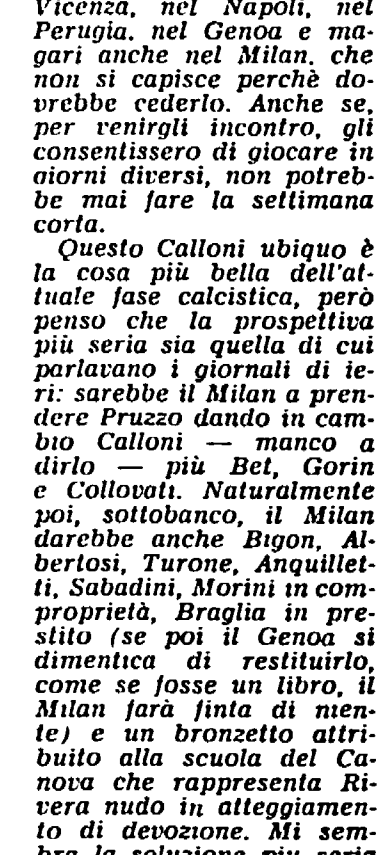 Vicenza, nel Napoli, nel
Perugia, nel Genoa e ma-
gari anche nel Milan, che
non si capisce perchè do-
vrebbe cederlo. Anche se,
per venirgli incontro, gli
consentissero di giocare in
giorni diversi, non potreb-
be mai fare la settimana
corta.
Questo Calloni ubiquo è
la cosa più bella dell'at-
tuale fase calcistica, però
penso che la prospettiva
più seria sia quella di cui
parlavano i giornali di ie-
ri: sarebbe il Milan a pren-
dere Pruzzo dando in cam-
bio Calloni — manco a
dirlo — più Bet, Gorin
e Collovati. Naturalmente
poi, sottobanco, il Milan
darebbe anche Bigon, Al-
bertosi, Turone, Anquillet-
ti, Sabadini, Morini in com-
proprietà, Braglia in pre-
stito (se poi il Genoa si
dimentica di restituirlo,
come se fosse un libro, il
Milan farà finta di nien-
te) e un bronzetto attri-
buito alla scuola del Ca-
nova che rappresenta Ri-
vera nudo in atteggiamen-
to di devozione. Mi sem-
bra la soluzione più seria